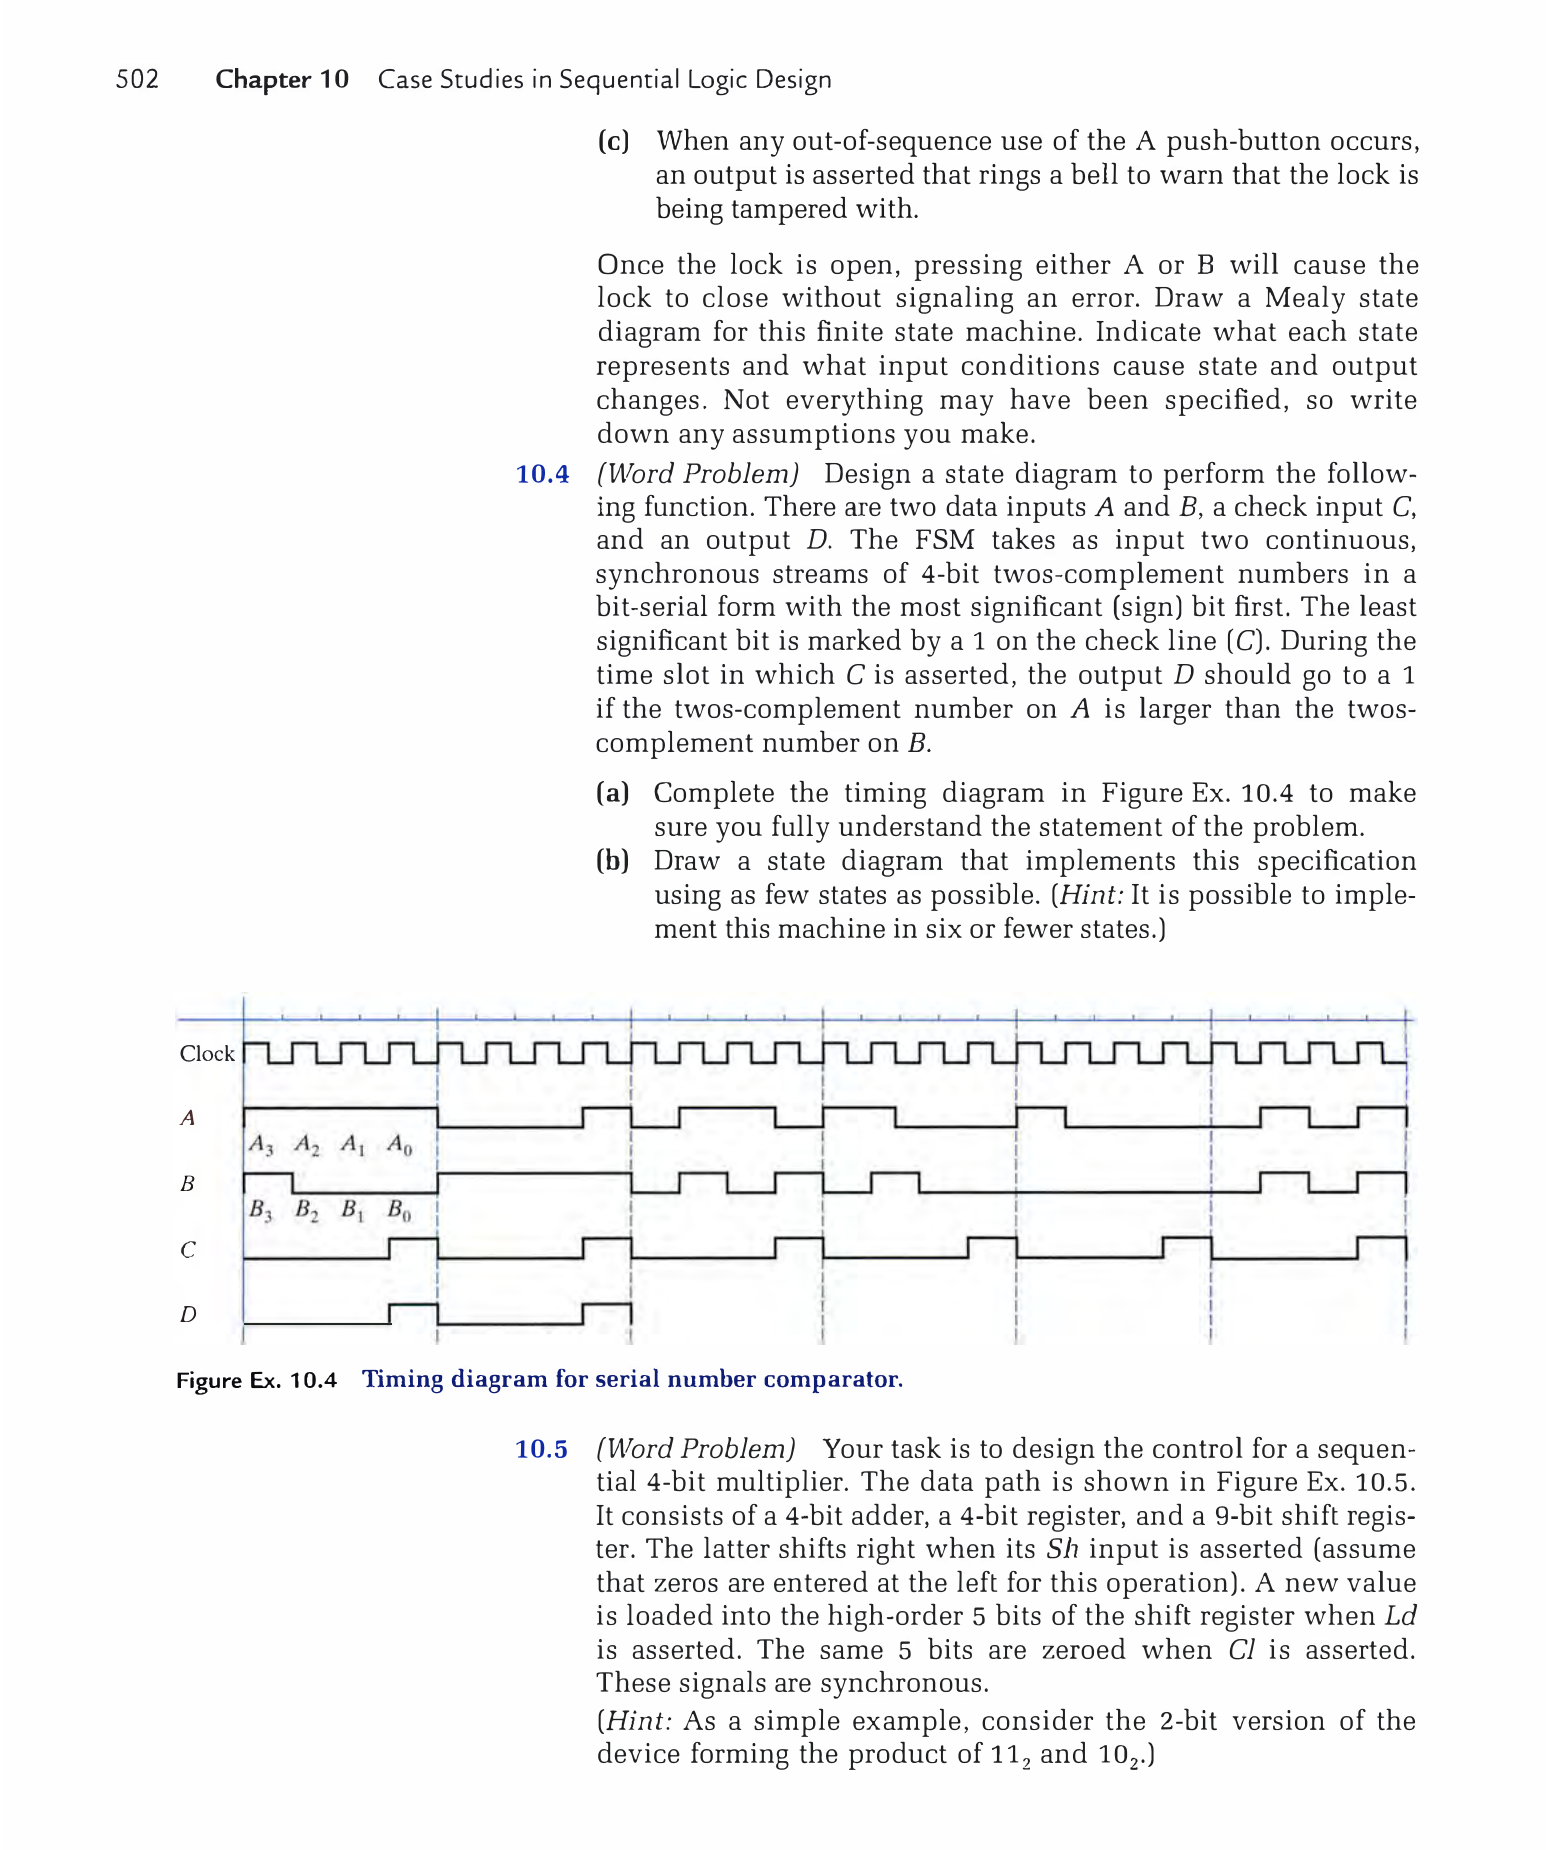 502 Chapter 10 Case Studies in Sequential Logic Design
(c) When any out-of-sequence use of the A push-button occurs,
an output is asserted that rings a bell to warn that the lock is
being tampered with.
Once the lock is open, pressing either A or B will cause the
lock to close without signaling an error. Draw a Mealy state
diagram for this finite state machine. Indicate what each state
represents and what input conditions cause state and output
changes. Not everything may have been specified, so write
down any assumptions you make.
10.4 (Word Problem) Design a state diagram to perform the follow-
ing function. There are two data inputs A and B, a check input C,
and an output D. The FSM takes as input two continuous,
synchronous streams of 4-bit twos-complement numbers in a
bit-serial form with the most significant (sign) bit first. The least
significant bit is marked by a 1 on the check line (C). During the
time slot in which C is asserted, the output D should go to a 1
if the twos-complement number on A is larger than the twos-
complement number on B.
(a) Complete the timing diagram in Figure Ex. 10.4 to make
sure you fully understand the statement of the problem.
(b) Draw a state diagram that implements this specification
using as few states as possible. (Hint: It is possible to imple-
ment this machine in six or fewer states.)
Clock
A
A₃ A₂ A₁ A₀
B
B₃ B₂ B₁ B₀
C
D
Figure Ex. 10.4 Timing diagram for serial number comparator.
10.5 (Word Problem) Your task is to design the control for a sequen-
tial 4-bit multiplier. The data path is shown in Figure Ex. 10.5.
It consists of a 4-bit adder, a 4-bit register, and a 9-bit shift regis-
ter. The latter shifts right when its Sh input is asserted (assume
that zeros are entered at the left for this operation). A new value
is loaded into the high-order 5 bits of the shift register when Ld
is asserted. The same 5 bits are zeroed when Cl is asserted.
These signals are synchronous.
(Hint: As a simple example, consider the 2-bit version of the
device forming the product of 11₂ and 10₂.)